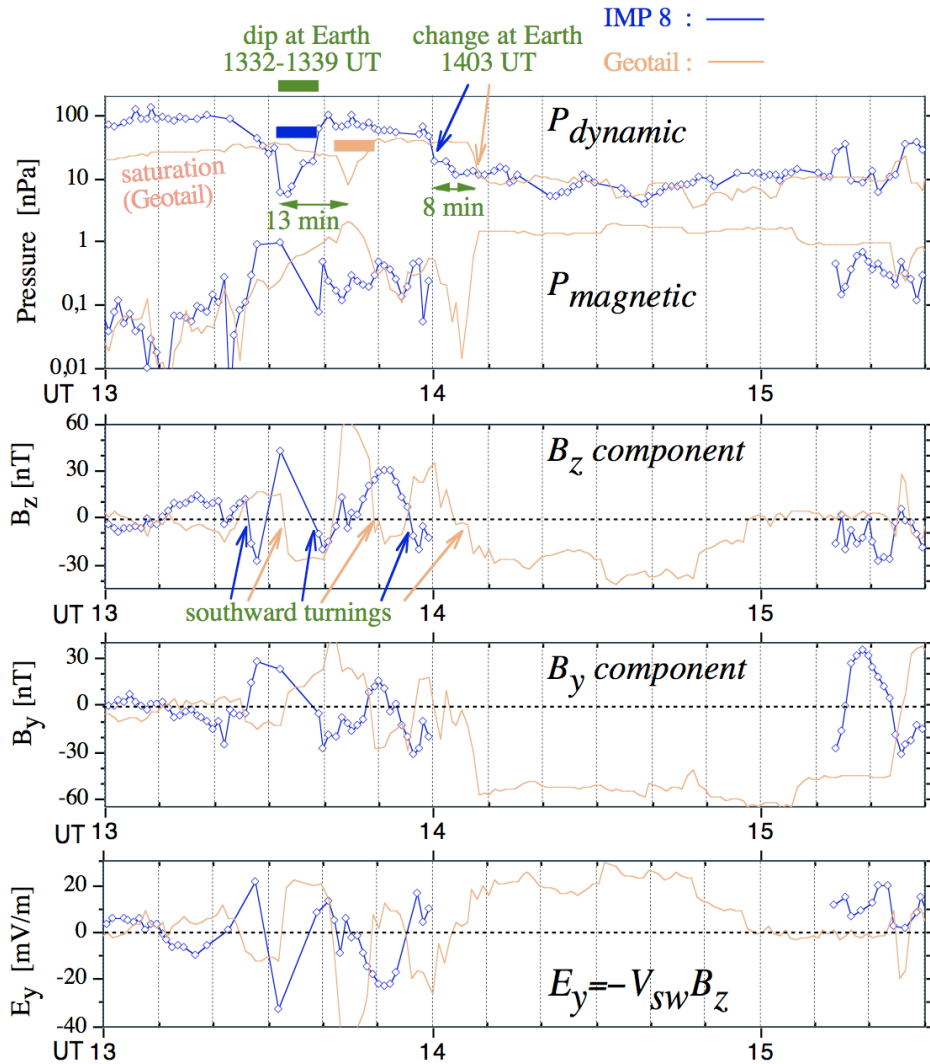 IMP 8 :
Geotail :
dip at Earth
1332-1339 UT
change at Earth
1403 UT
Pressure [nPa]
100
10
1
0,1
0,01
P dynamic
saturation
(Geotail)
13 min
8 min
P magnetic
UT 13 14 15
B z [nT]
60
30
0
-30
B z component
southward turnings
UT 13 14 15
B y [nT]
30
0
-30
-60
B y component
UT 13 14 15
E y [mV/m]
20
0
-20
-40
E y=−V sw B z
13 14 15